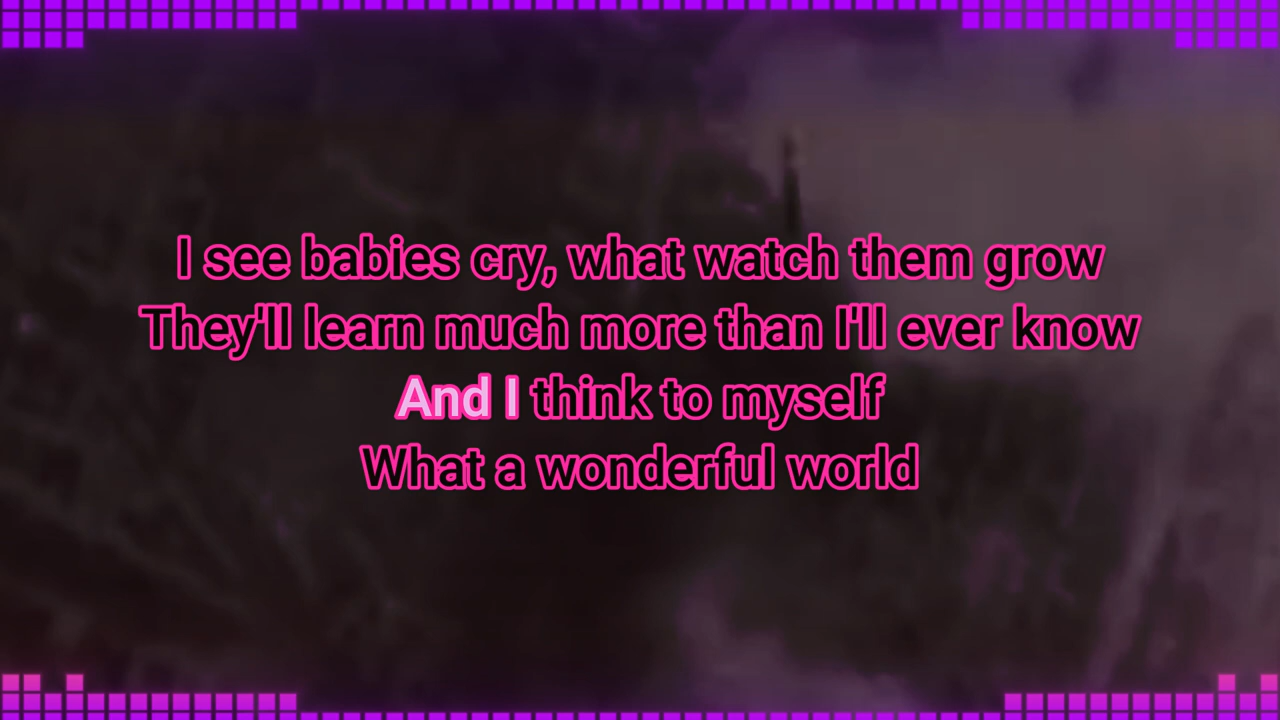 I see babies cry, what watch them grow
They'll learn much more than I'll ever know
And I think to myself
What a wonderful world